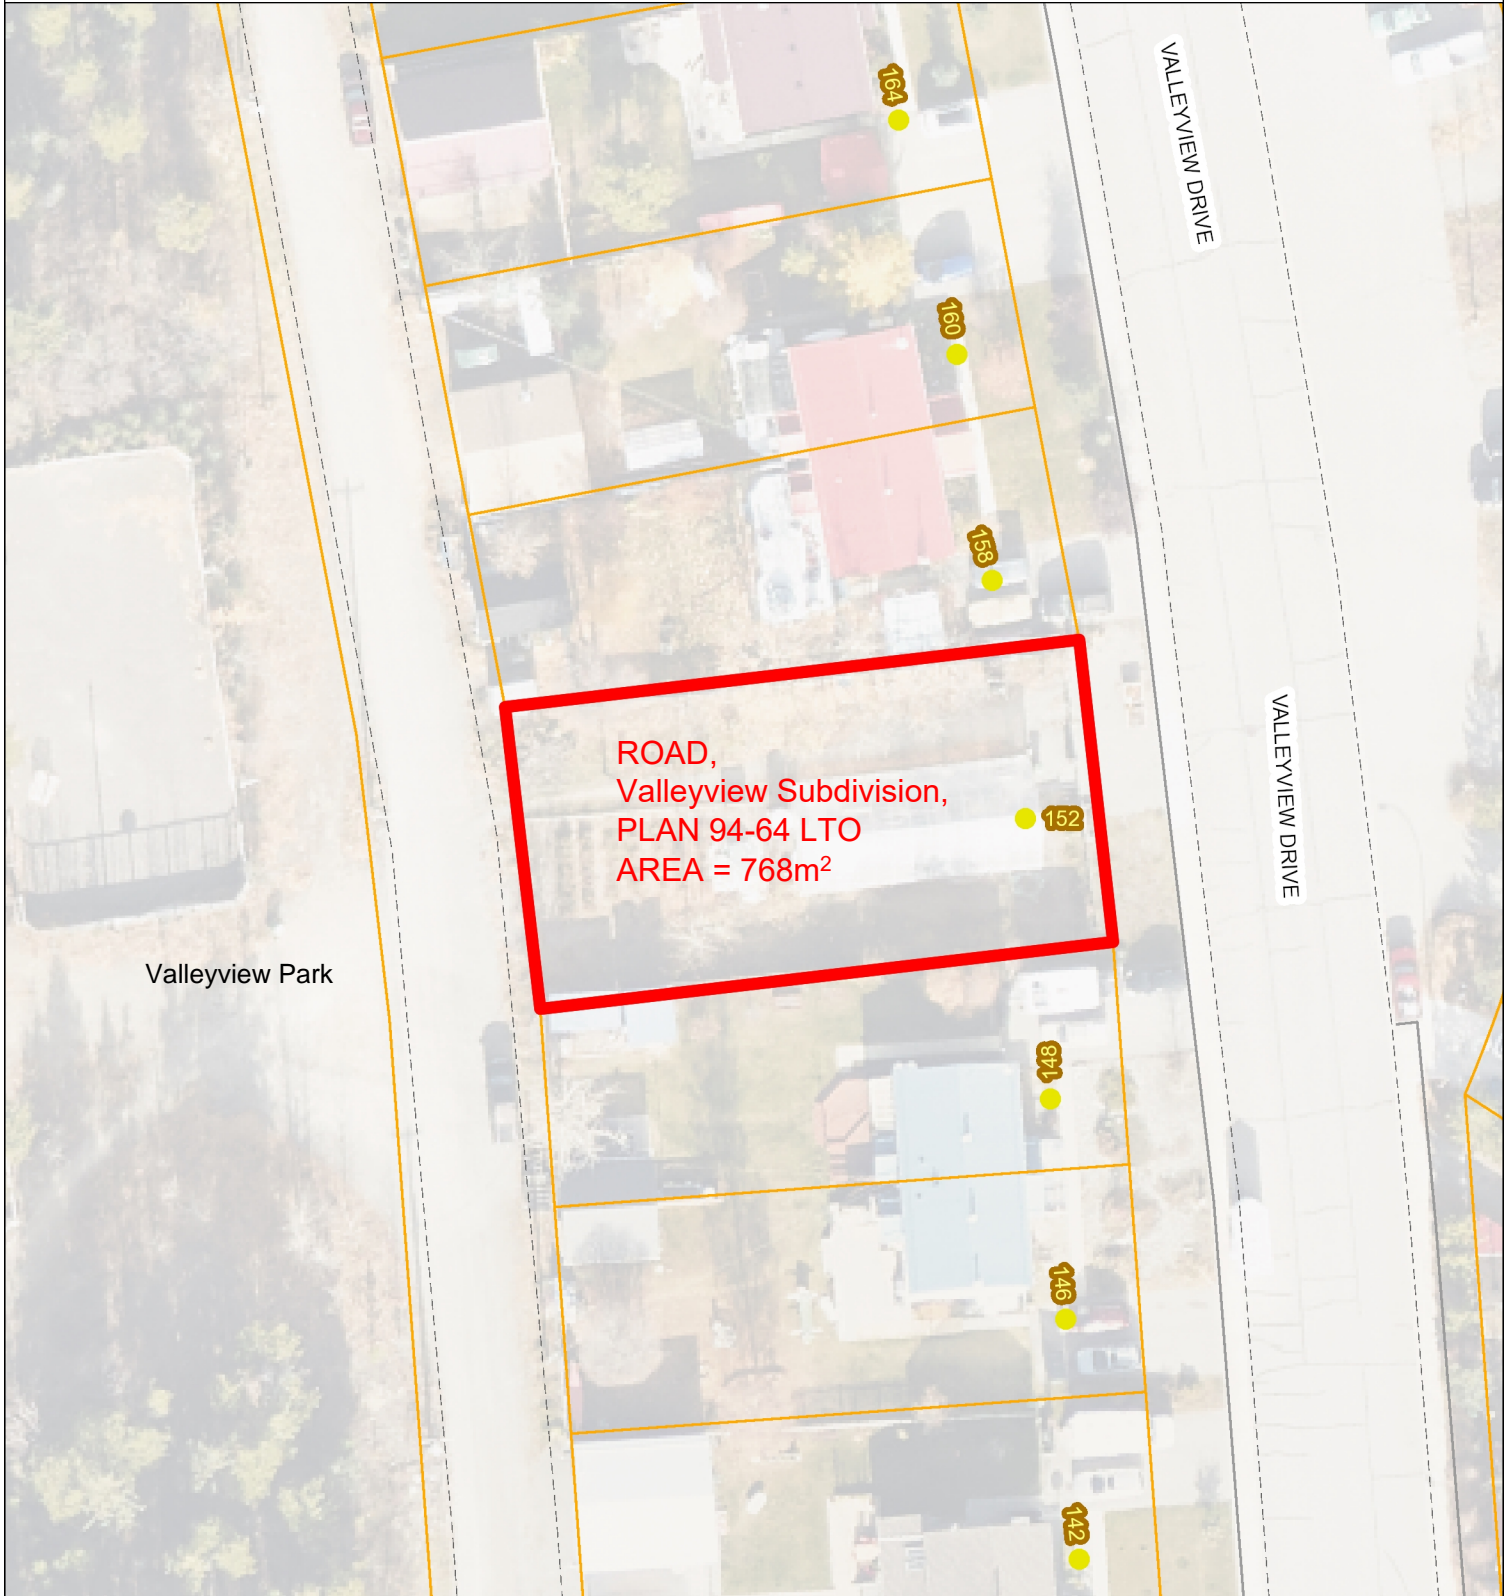 164
VALLEYVIEW DRIVE
160
158
ROAD,
Valleyview Subdivision,
PLAN 94-64 LTO
AREA = 768m²
152
VALLEYVIEW DRIVE
Valleyview Park
148
146
142